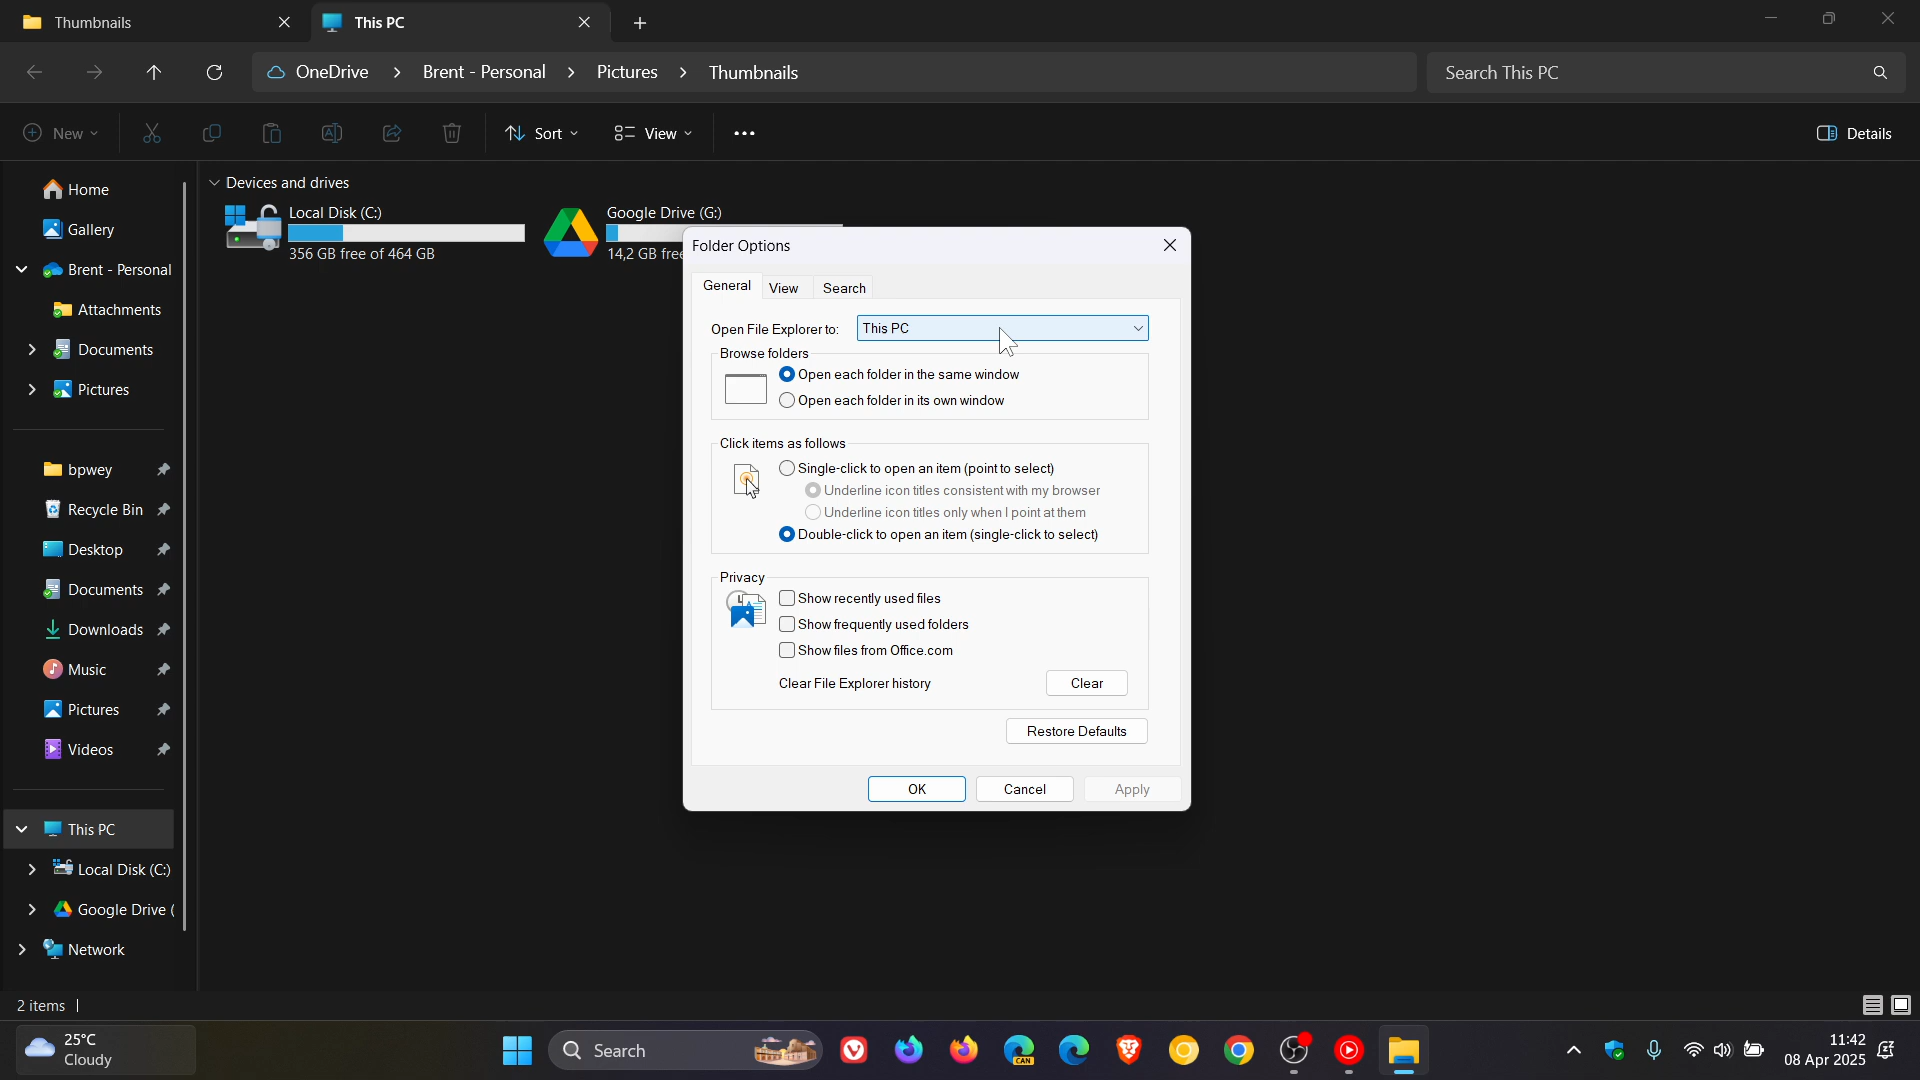 Thumbnails
This PC
OneDrive > Brent - Personal > Pictures > Thumbnails
Search This PC
New
Sort
View
Details
Home
Gallery
Brent - Personal
Attachments
Documents
Pictures
bpwey
Recycle Bin
Desktop
Documents
Downloads
Music
Pictures
Videos
This PC
Local Disk (C:)
Google Drive (
Network
Devices and drives
Local Disk (C:)
356 GB free of 464 GB
Google Drive (G:)
14,2 GB free
Folder Options
General View Search
Open File Explorer to: This PC
Browse folders
Open each folder in the same window
Open each folder in its own window
Click items as follows
Single-click to open an item (point to select)
Underline icon titles consistent with my browser
Underline icon titles only when I point at them
Double-click to open an item (single-click to select)
Privacy
Show recently used files
Show frequently used folders
Show files from Office.com
Clear File Explorer history
Clear
Restore Defaults
OK Cancel Apply
2 items
25°C
Cloudy
Search
CAN
11:42
08 Apr 2025